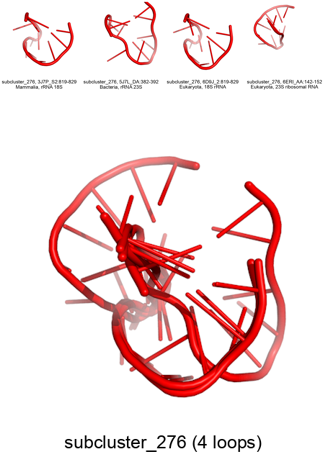 subcluster_276, 3J7P_S2:819-829
Mammalia, rRNA 18S
subcluster_276, 5J7L_DA:382-392
Bacteria, rRNA 23S
subcluster_276, 6D9J_2:819-829
Eukaryota, 18S rRNA
subcluster_276, 6ERI_AA:142-152
Eukaryota, 23S ribosomal RNA
subcluster_276 (4 loops)